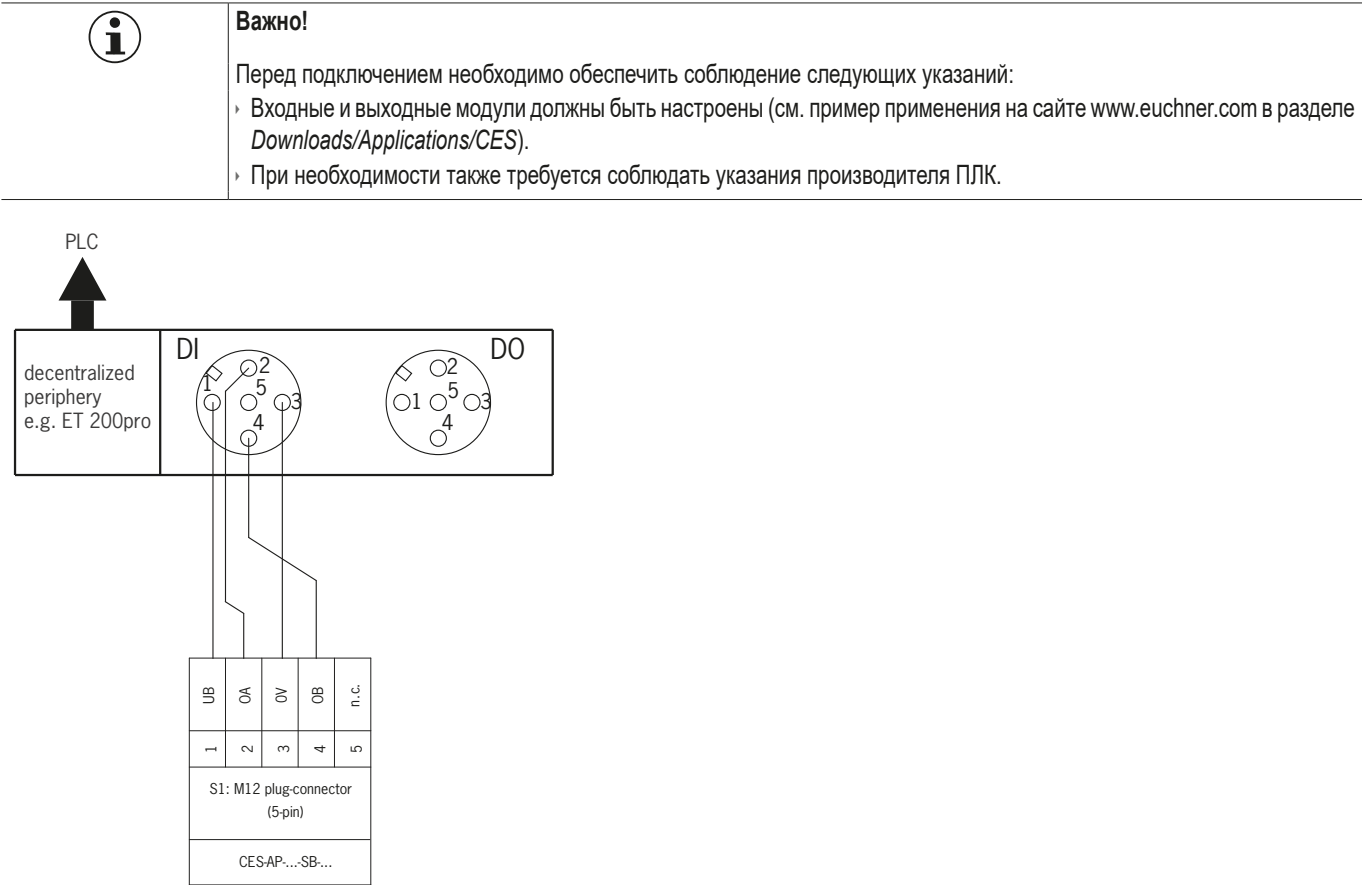 Важно!
Перед подключением необходимо обеспечить соблюдение следующих указаний:
‣ Входные и выходные модули должны быть настроены (см. пример применения на сайте www.euchner.com в разделе
Downloads/Applications/CES).
‣ При необходимости также требуется соблюдать указания производителя ПЛК.
PLC
decentralized
periphery
e.g. ET 200pro
DI
1
2
5
3
4
DO
2
1
5
3
4
UB
OA
0V
OB
n.c.
1
2
3
4
5
S1: M12 plug-connector
(5-pin)
CES-AP-...-SB-...